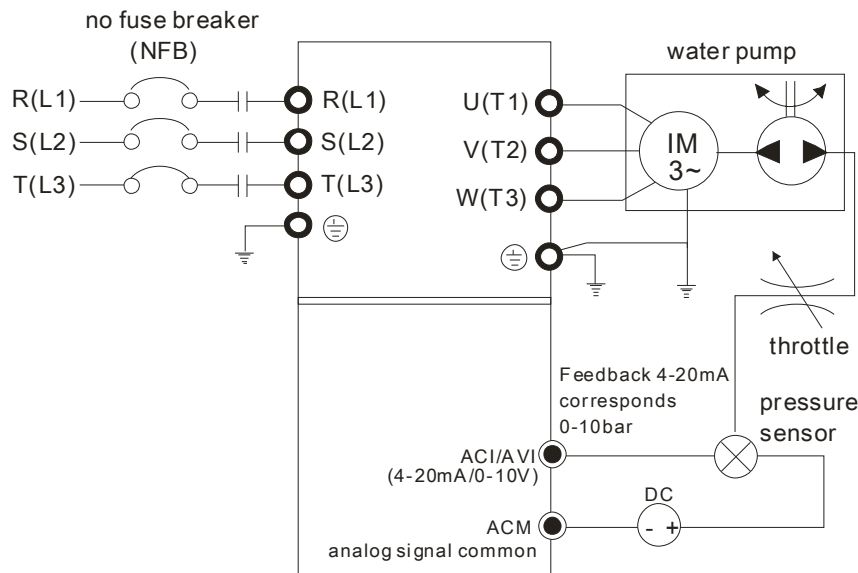 no fuse breaker
(NFB)
R(L1)
S(L2)
T(L3)
R(L1)
S(L2)
T(L3)
U(T1)
V(T2)
W(T3)
water pump
IM
3~
throttle
Feedback 4-20mA
corresponds
0-10bar
pressure
sensor
ACI/AVI
(4-20mA/0-10V)
DC
- +
ACM
analog signal common